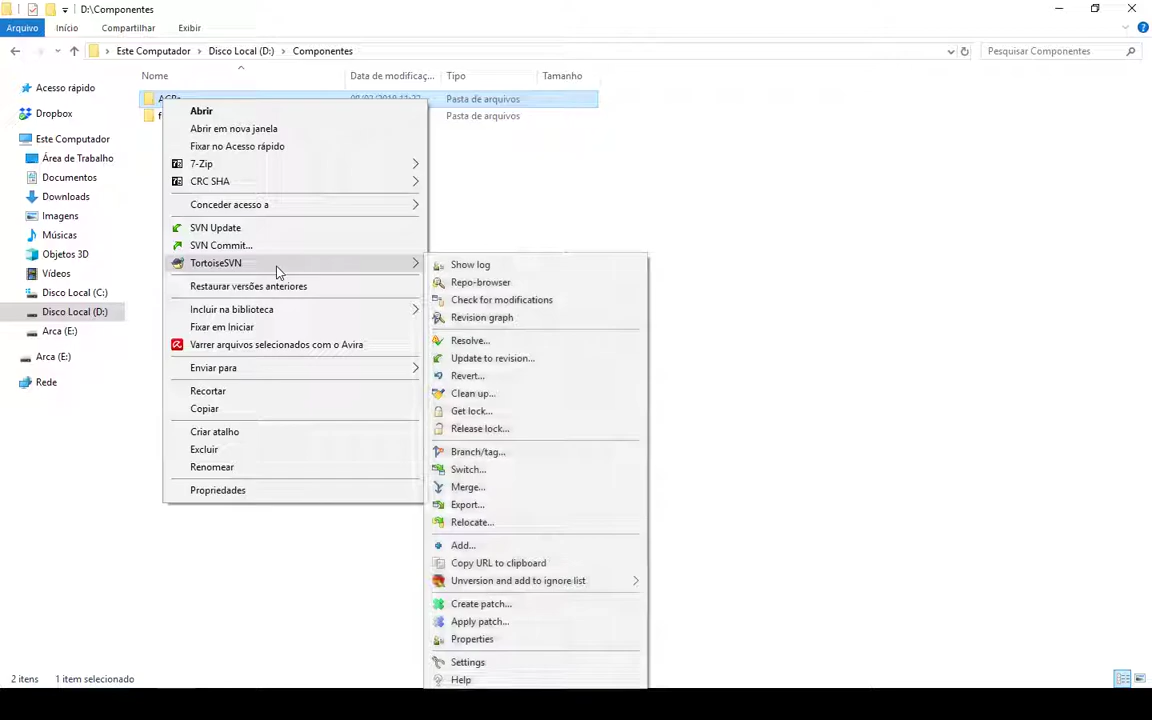 D:\Componentes
Arquivo
Início
Compartilhar
Exibir
Este Computador
Disco Local (D:)
Componentes
Pesquisar Componentes
Nome
Data de modificaç...
Tipo
Tamanho
Pasta de arquivos
Pasta de arquivos
Acesso rápido
Dropbox
Este Computador
Área de Trabalho
Documentos
Downloads
Imagens
Músicas
Objetos 3D
Vídeos
Disco Local (C:)
Disco Local (D:)
Arca (E:)
Arca (E:)
Rede
Abrir
Abrir em nova janela
Fixar no Acesso rápido
7-Zip
CRC SHA
Conceder acesso a
SVN Update
SVN Commit...
TortoiseSVN
Restaurar versões anteriores
Incluir na biblioteca
Fixar em Iniciar
Varrer arquivos selecionados com o Avira
Enviar para
Recortar
Copiar
Criar atalho
Excluir
Renomear
Propriedades
Show log
Repo-browser
Check for modifications
Revision graph
Resolve...
Update to revision...
Revert...
Clean up...
Get lock...
Release lock...
Branch/tag...
Switch...
Merge...
Export...
Relocate...
Add...
Copy URL to clipboard
Unversion and add to ignore list
Create patch...
Apply patch...
Properties
Settings
Help
2 itens
1 item selecionado